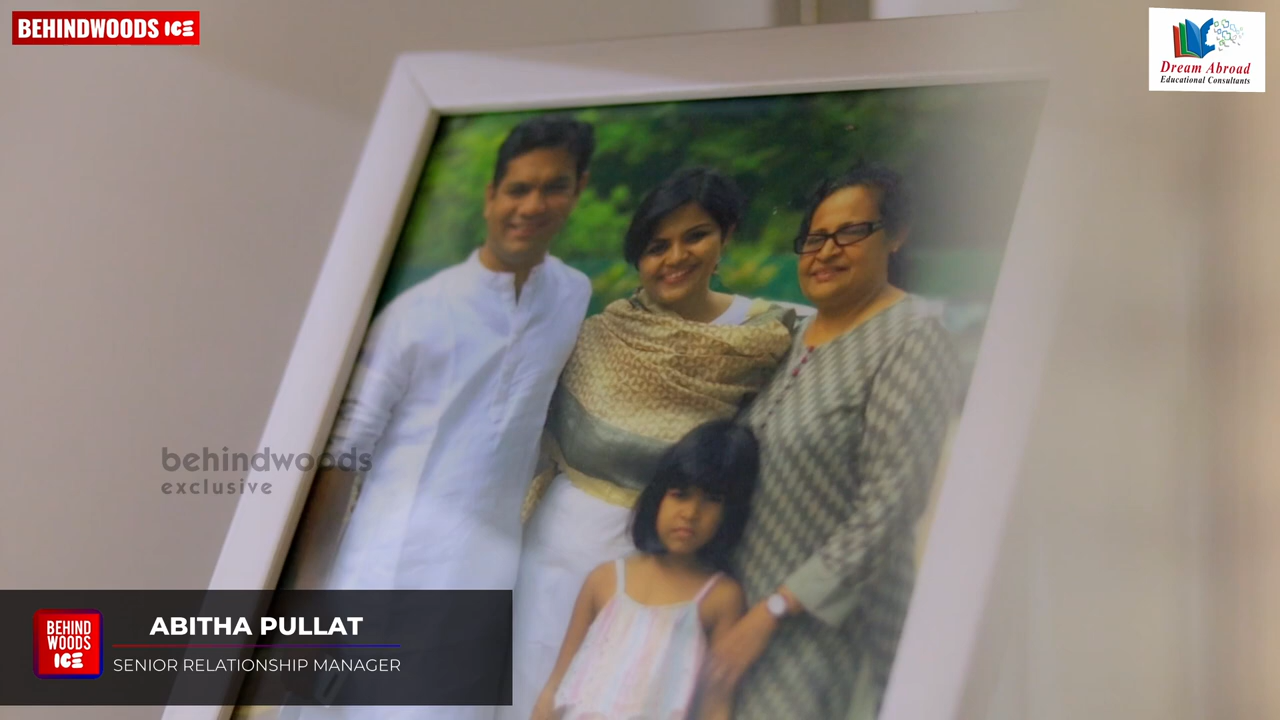 BEHINDWOODS ICE
Dream Abroad
Educational Consultants
behindwoods
exclusive
BEHIND
WOODS
ICE
ABITHA PULLAT
SENIOR RELATIONSHIP MANAGER